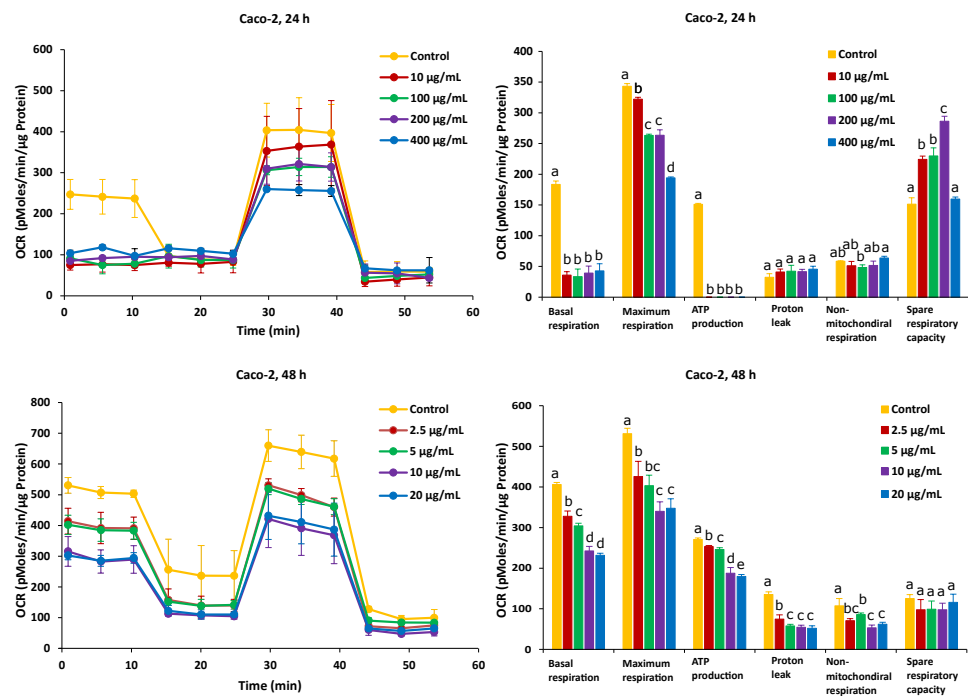 Caco-2, 24 h
OCR (pMoles/min/µg Protein)
600
500
400
300
200
100
0
0 10 20 30 40 50 60
Time (min)
Control
10 µg/mL
100 µg/mL
200 µg/mL
400 µg/mL
Caco-2, 24 h
OCR (pMoles/min/µg Protein)
400
350
300
250
200
150
100
50
0
Control
10 µg/mL
100 µg/mL
200 µg/mL
400 µg/mL
a b b b b
a b c c d
a b b b b
a a a a a
ab b b ab a
a b b c a
Basal respiration
Maximum respiration
ATP production
Proton leak
Non-mitochondiral respiration
Spare respiratory capacity
Caco-2, 48 h
OCR (pMoles/min/µg Protein)
800
700
600
500
400
300
200
100
0
0 10 20 30 40 50 60
Time (min)
Control
2.5 µg/mL
5 µg/mL
10 µg/mL
20 µg/mL
Caco-2, 48 h
OCR (pMoles/min/µg Protein)
600
500
400
300
200
100
0
Control
2.5 µg/mL
5 µg/mL
10 µg/mL
20 µg/mL
a b c d d
a b bc c c
a b c d e
a b c c c
a bc b c c
a a a a a
Basal respiration
Maximum respiration
ATP production
Proton leak
Non-mitochondrial respiration
Spare respiratory capacity